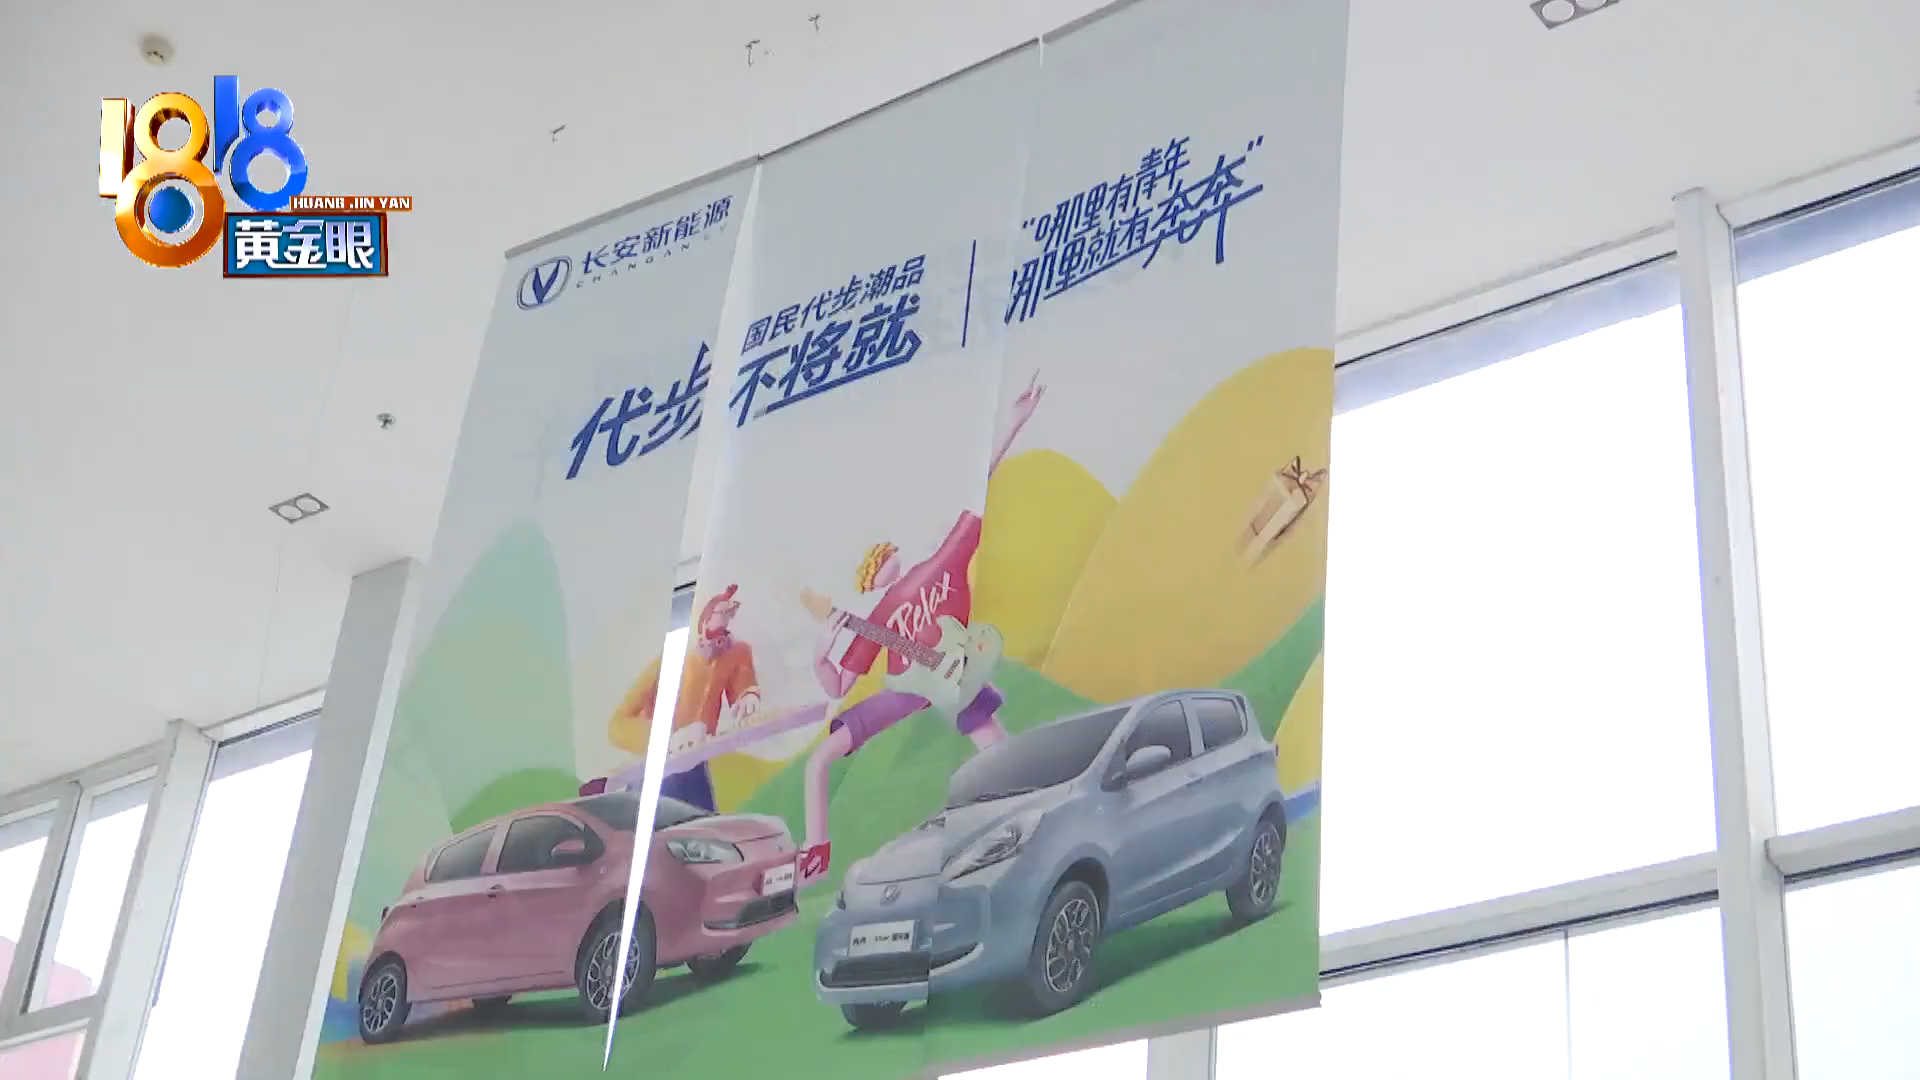 1818
HUANG JIN YAN
黄金眼
长安新能源
CHANGAN EV
国民代步潮品
代步不将就
“哪里有青年
哪里就有奔奔”
Relax